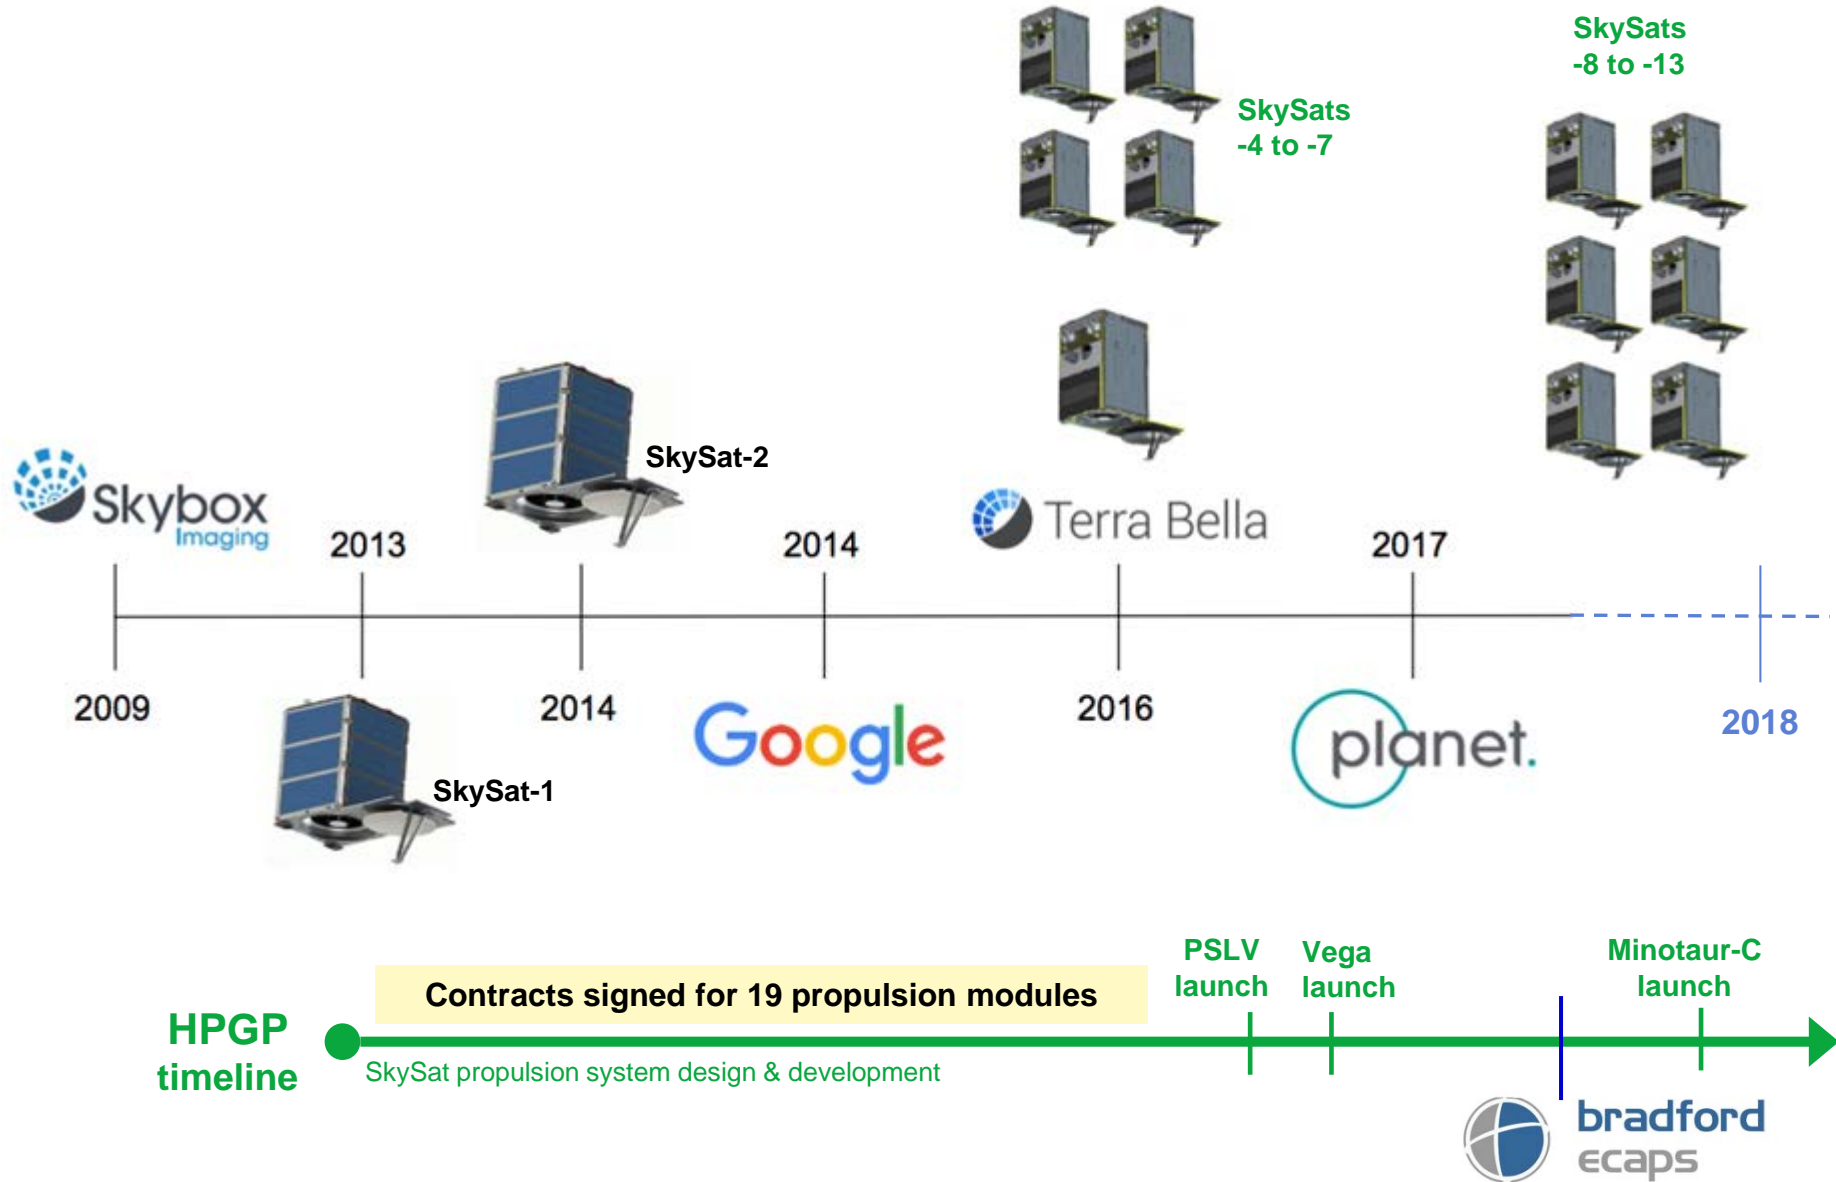 SkySats
-8 to -13
SkySats
-4 to -7
SkySat-2
Skybox
Imaging
2013
2014
Terra Bella
2017
2009
2014
Google
2016
planet.
2018
SkySat-1
PSLV
launch
Vega
launch
Minotaur-C
launch
Contracts signed for 19 propulsion modules
HPGP
timeline
SkySat propulsion system design & development
bradford
ecaps